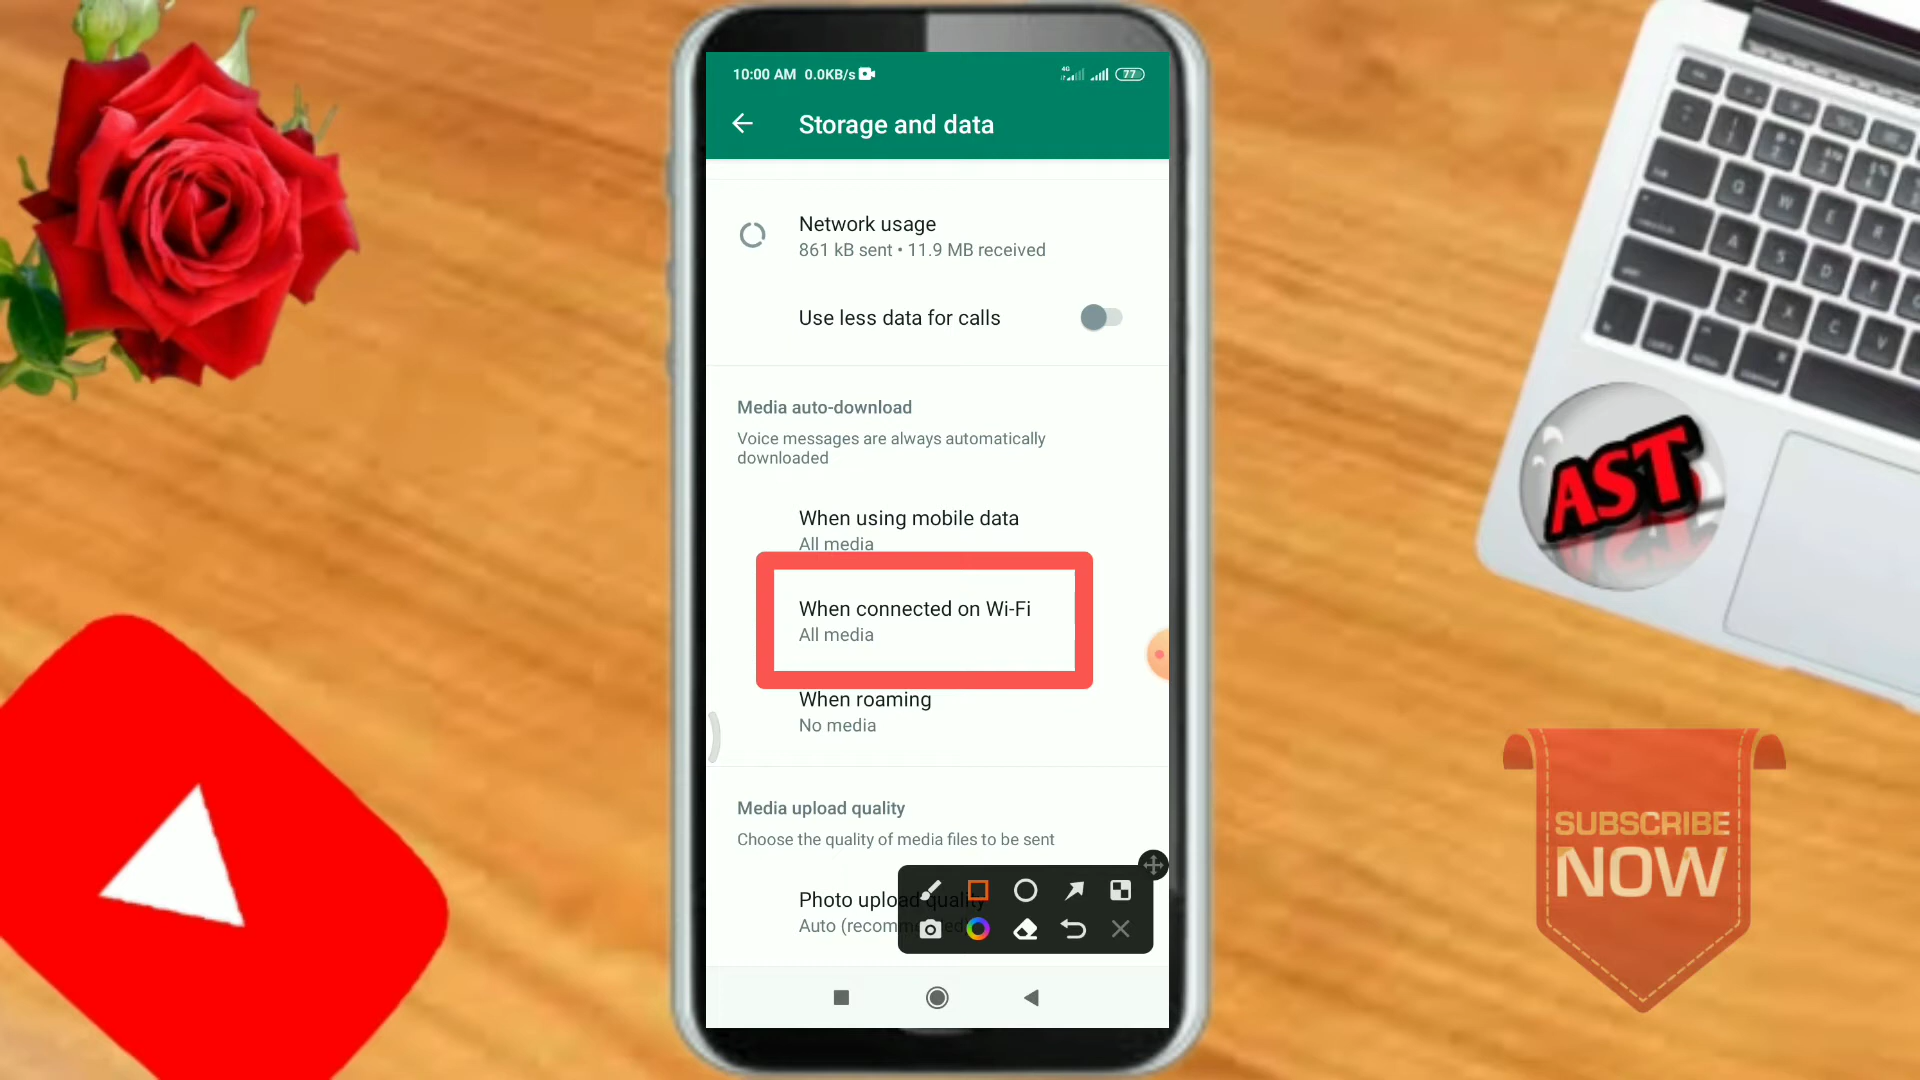 10:00 AM 0.0KB/s 4G 77
Storage and data
Network usage
861 kB sent • 11.9 MB received
Use less data for calls
Media auto-download
Voice messages are always automatically
downloaded
When using mobile data
All media
When connected on Wi-Fi
All media
When roaming
No media
Media upload quality
Choose the quality of media files to be sent
Photo upload quality
Auto (recommended)
AST
SUBSCRIBE
NOW
Q W E R
A S D F
Z X C V